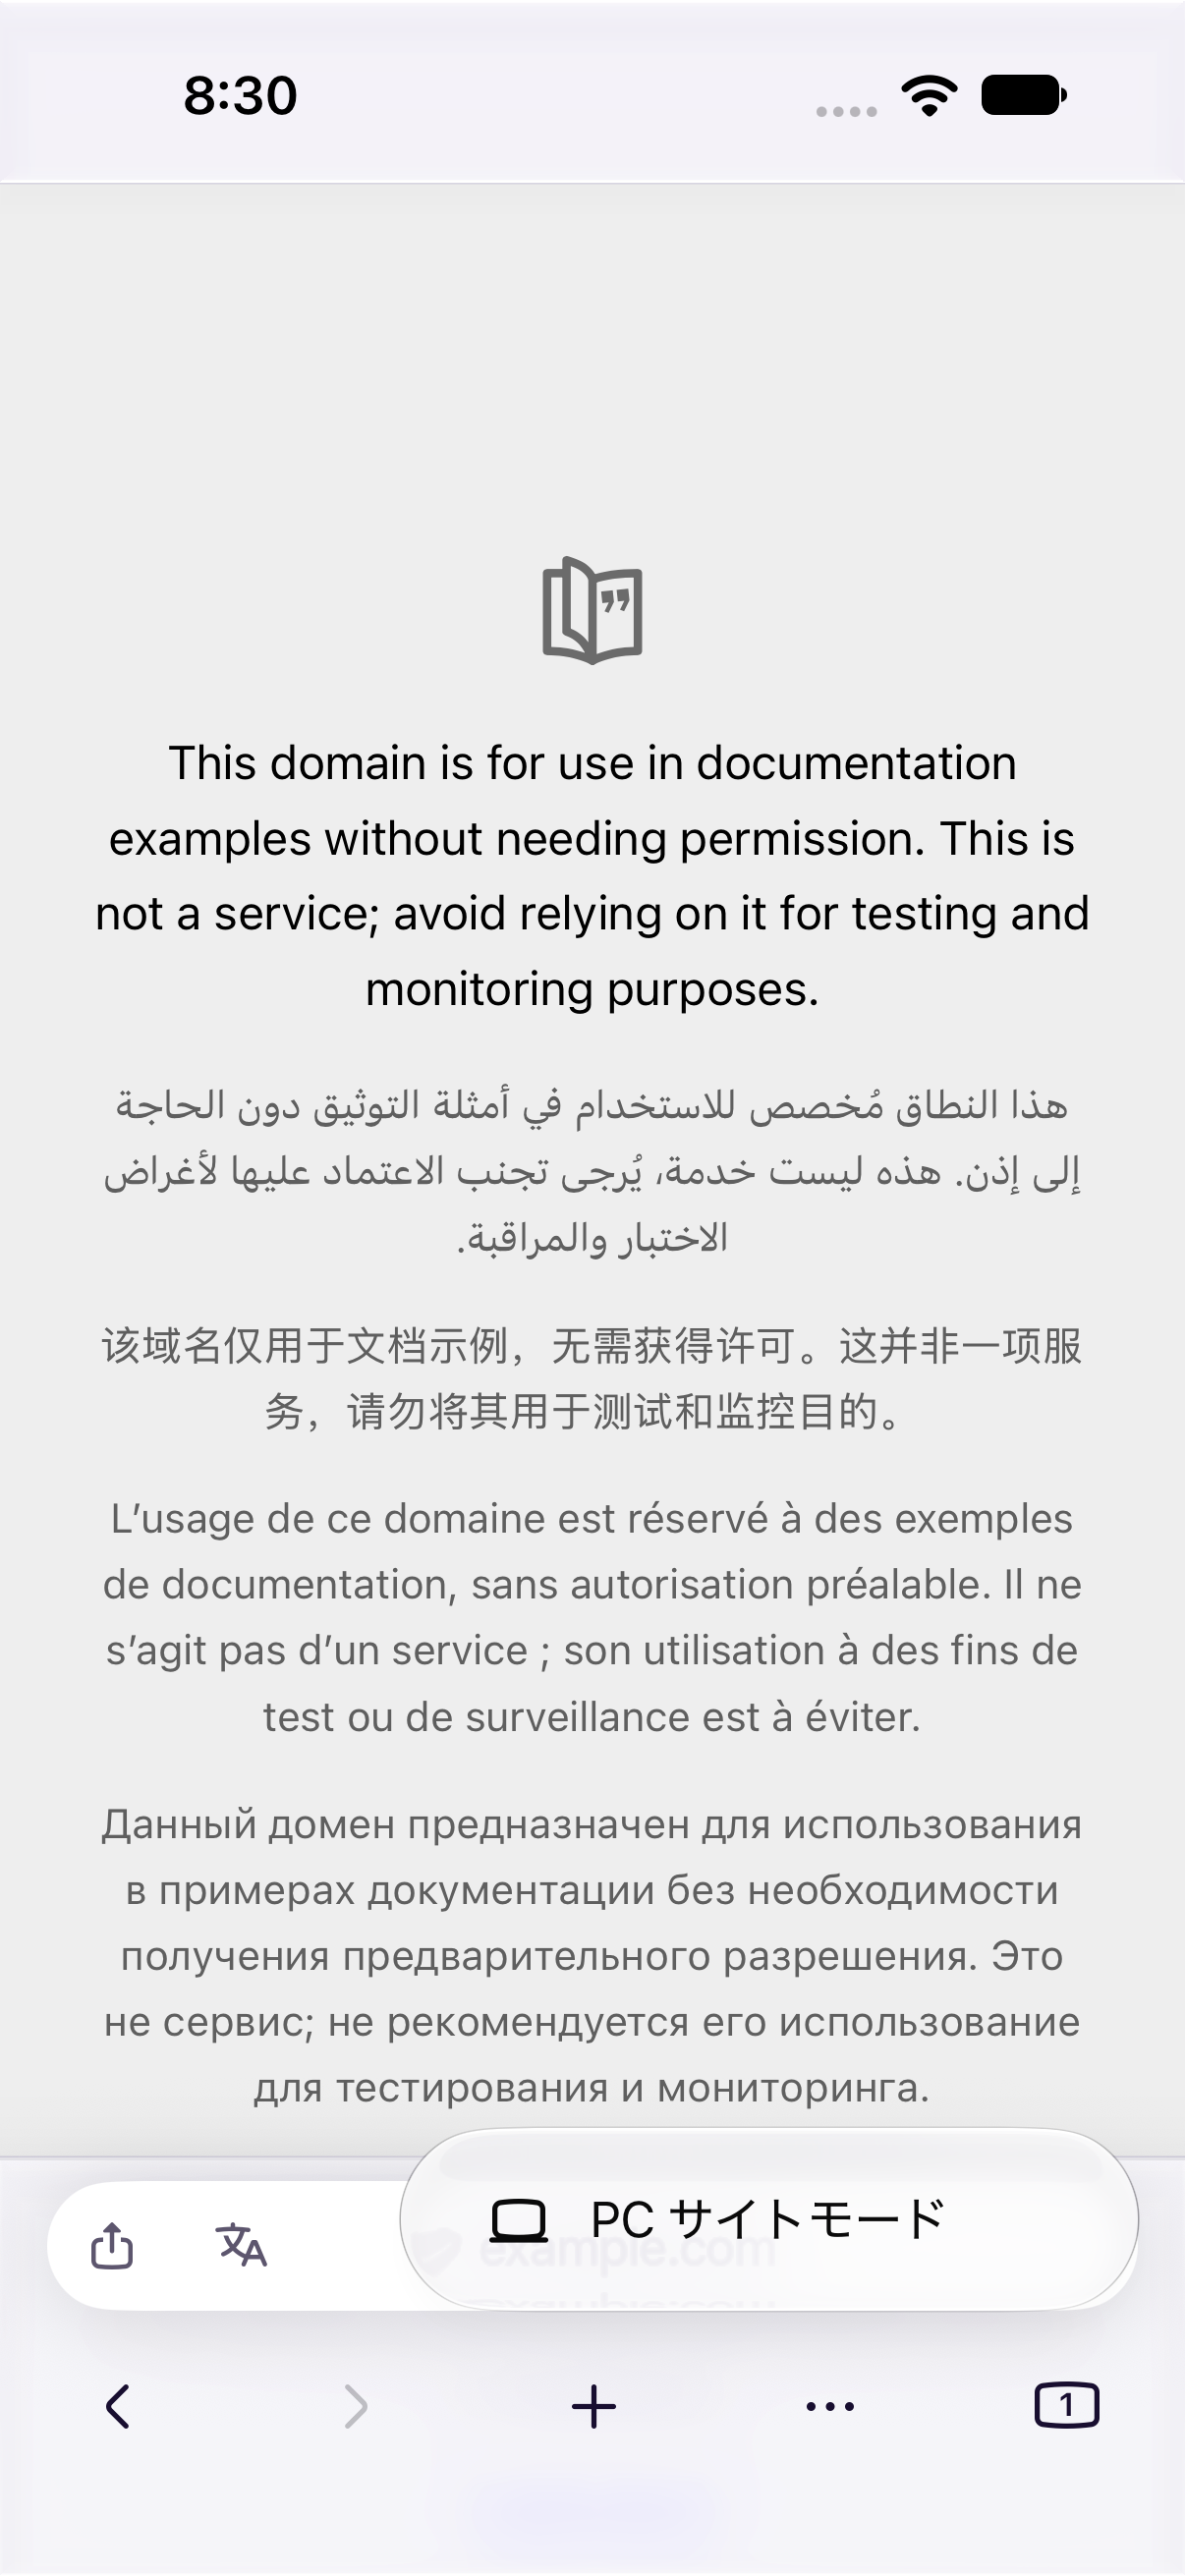 8:30
This domain is for use in documentation
examples without needing permission. This is
not a service; avoid relying on it for testing and
monitoring purposes.
هذا النطاق مُخصص للاستخدام في أمثلة التوثيق دون الحاجة
إلى إذن. هذه ليست خدمة، يُرجى تجنب الاعتماد عليها لأغراض
الاختبار والمراقبة.
该域名仅用于文档示例，无需获得许可。这并非一项服
务，请勿将其用于测试和监控目的。
L’usage de ce domaine est réservé à des exemples
de documentation, sans autorisation préalable. Il ne
s’agit pas d’un service ; son utilisation à des fins de
test ou de surveillance est à éviter.
Данный домен предназначен для использования
в примерах документации без необходимости
получения предварительного разрешения. Это
не сервис; не рекомендуется его использование
для тестирования и мониторинга.
PC サイトモード
example.com
1